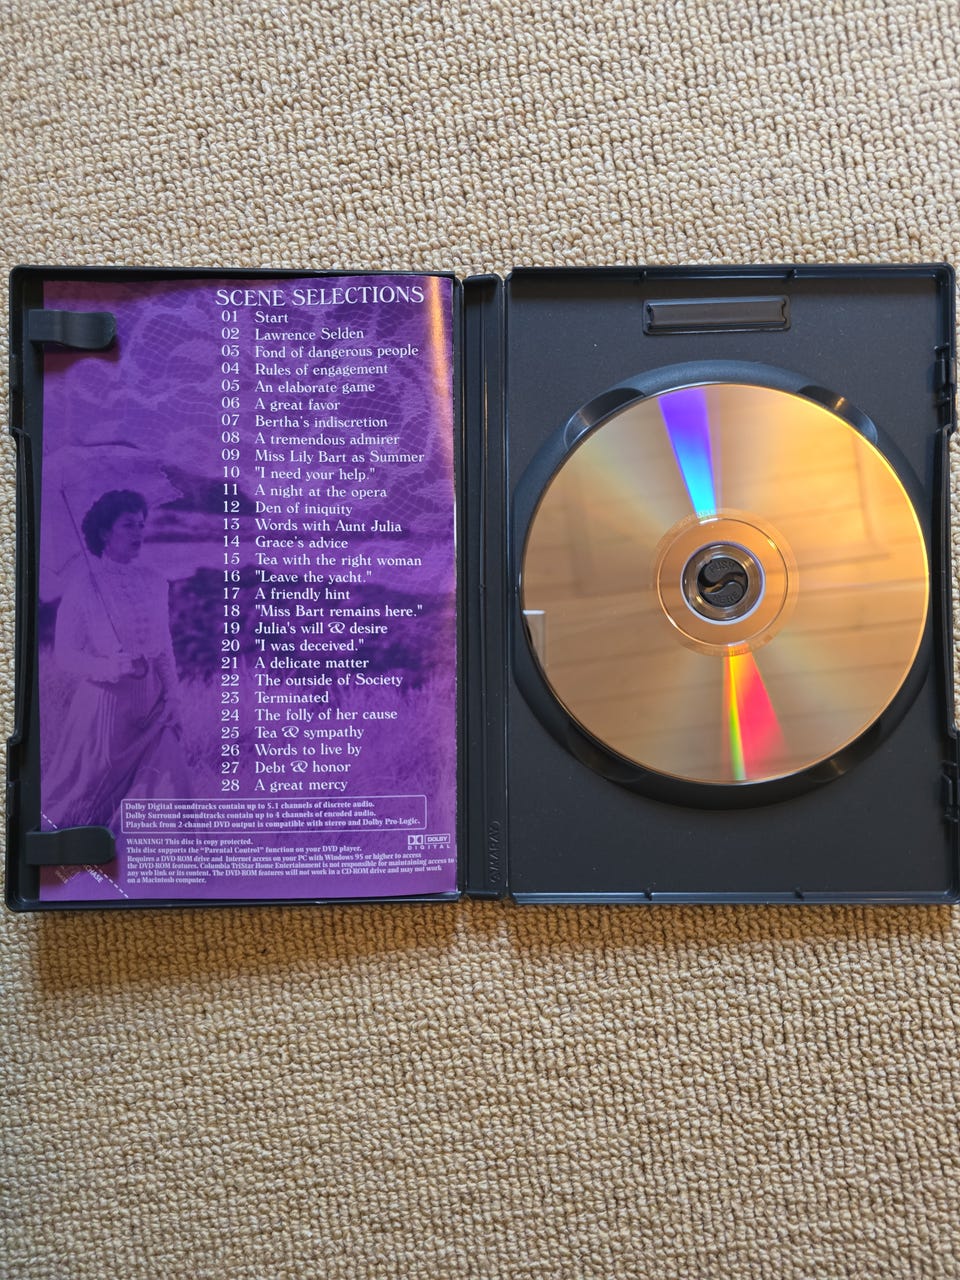 SCENE SELECTIONS
01 Start
02 Lawrence Selden
03 Fond of dangerous people
04 Rules of engagement
05 An elaborate game
06 A great favor
07 Bertha's indiscretion
08 A tremendous admirer
09 Miss Lily Bart as Summer
10 "I need your help."
11 A night at the opera
12 Den of iniquity
13 Words with Aunt Julia
14 Grace's advice
15 Tea with the right woman
16 "Leave the yacht."
17 A friendly hint
18 "Miss Bart remains here."
19 Julia's will & desire
20 "I was deceived."
21 A delicate matter
22 The outside of Society
23 Terminated
24 The folly of her cause
25 Tea & sympathy
26 Words to live by
27 Debt & honor
28 A great mercy
Dolby Digital soundtracks contain up to 5.1 channels of discrete audio.
Dolby Surround soundtracks contain up to 4 channels of encoded audio.
Playback from 2-channel DVD output is compatible with stereo and Dolby Pro-Logic.
WARNING! This disc is copy protected.
This disc supports the "Parental Control" function on your DVD player.
Requires a DVD-ROM drive and Internet access on your PC with Windows 95 or higher to access
the DVD-ROM features. Columbia TriStar Home Entertainment is not responsible for maintaining access to
any web link or its content. The DVD-ROM features will not work in a CD-ROM drive and may not work
on a Macintosh computer.
DOLBY
DIGITAL
CHASE
AMARAY
PUSH
HERE